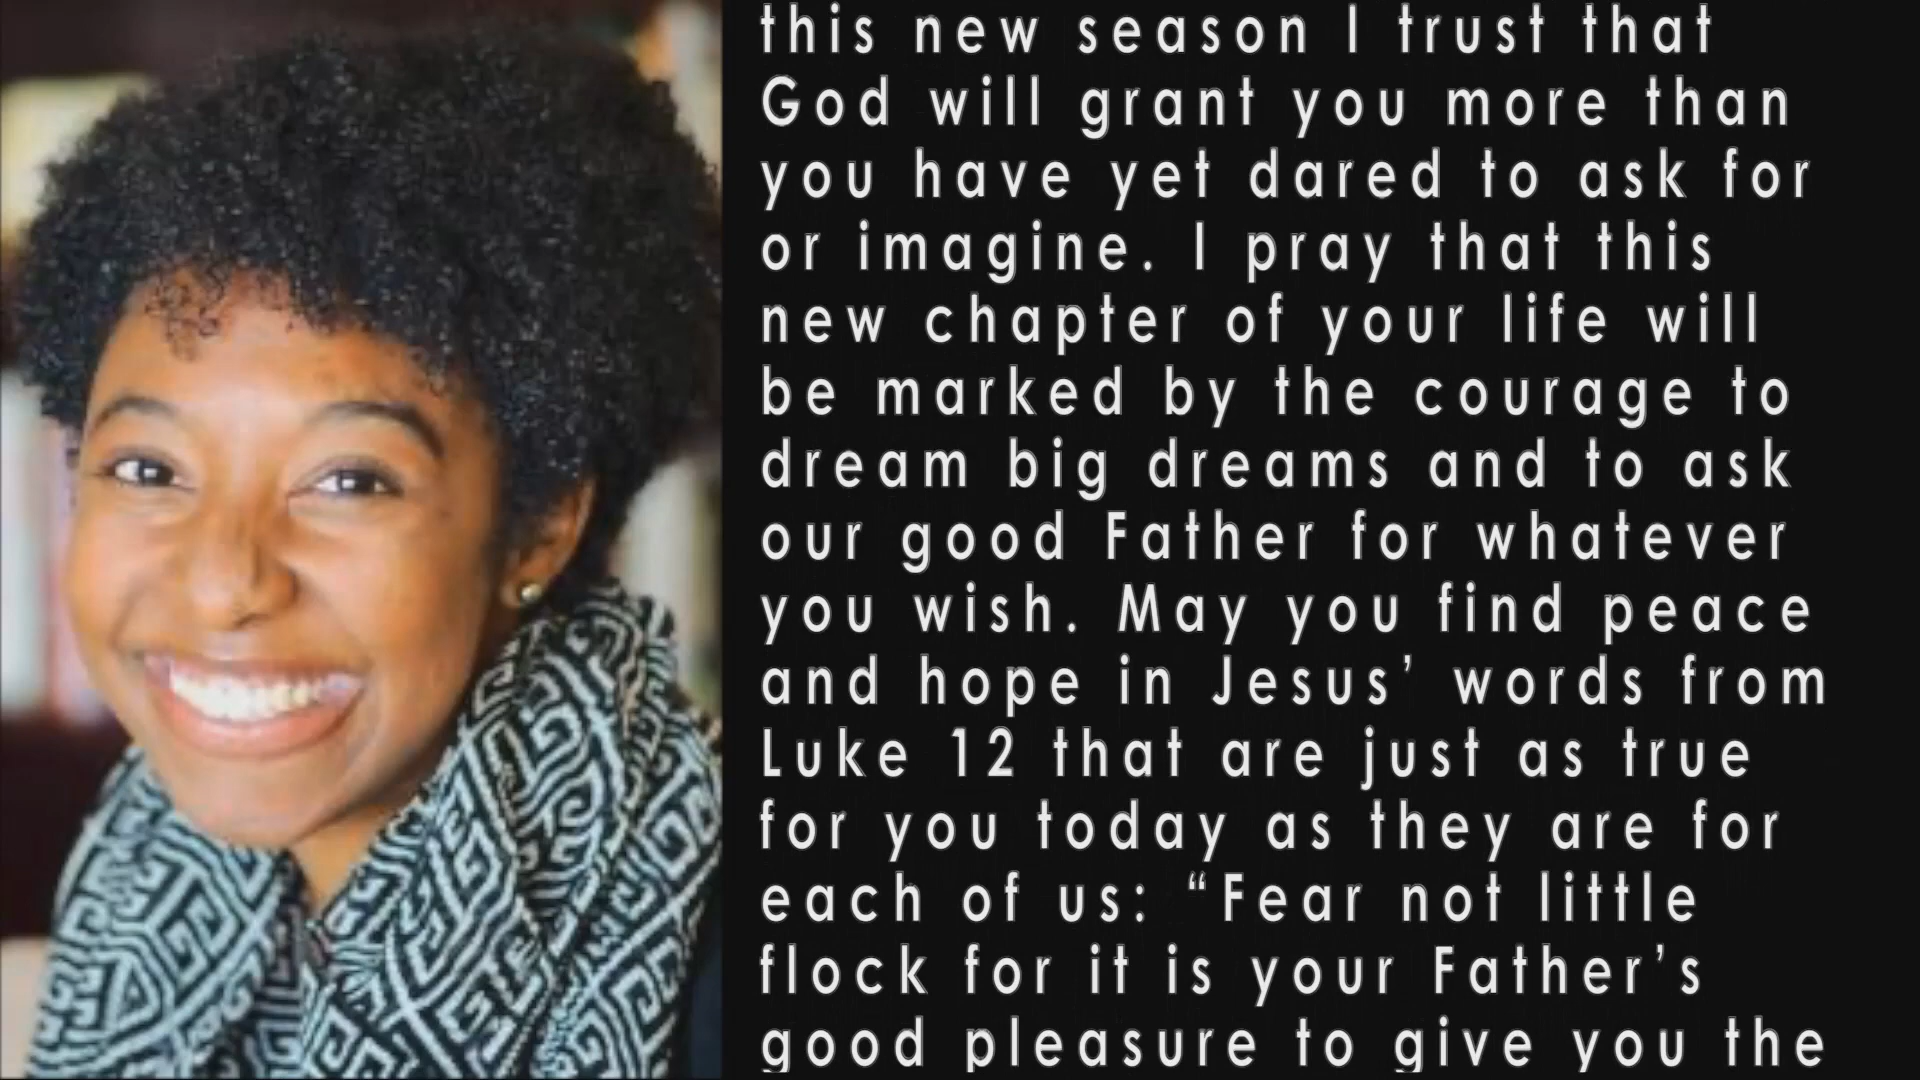 this new season I trust that
God will grant you more than
you have yet dared to ask for
or imagine. I pray that this
new chapter of your life will
be marked by the courage to
dream big dreams and to ask
our good Father for whatever
you wish. May you find peace
and hope in Jesus’ words from
Luke 12 that are just as true
for you today as they are for
each of us: “Fear not little
flock for it is your Father’s
good pleasure to give you the